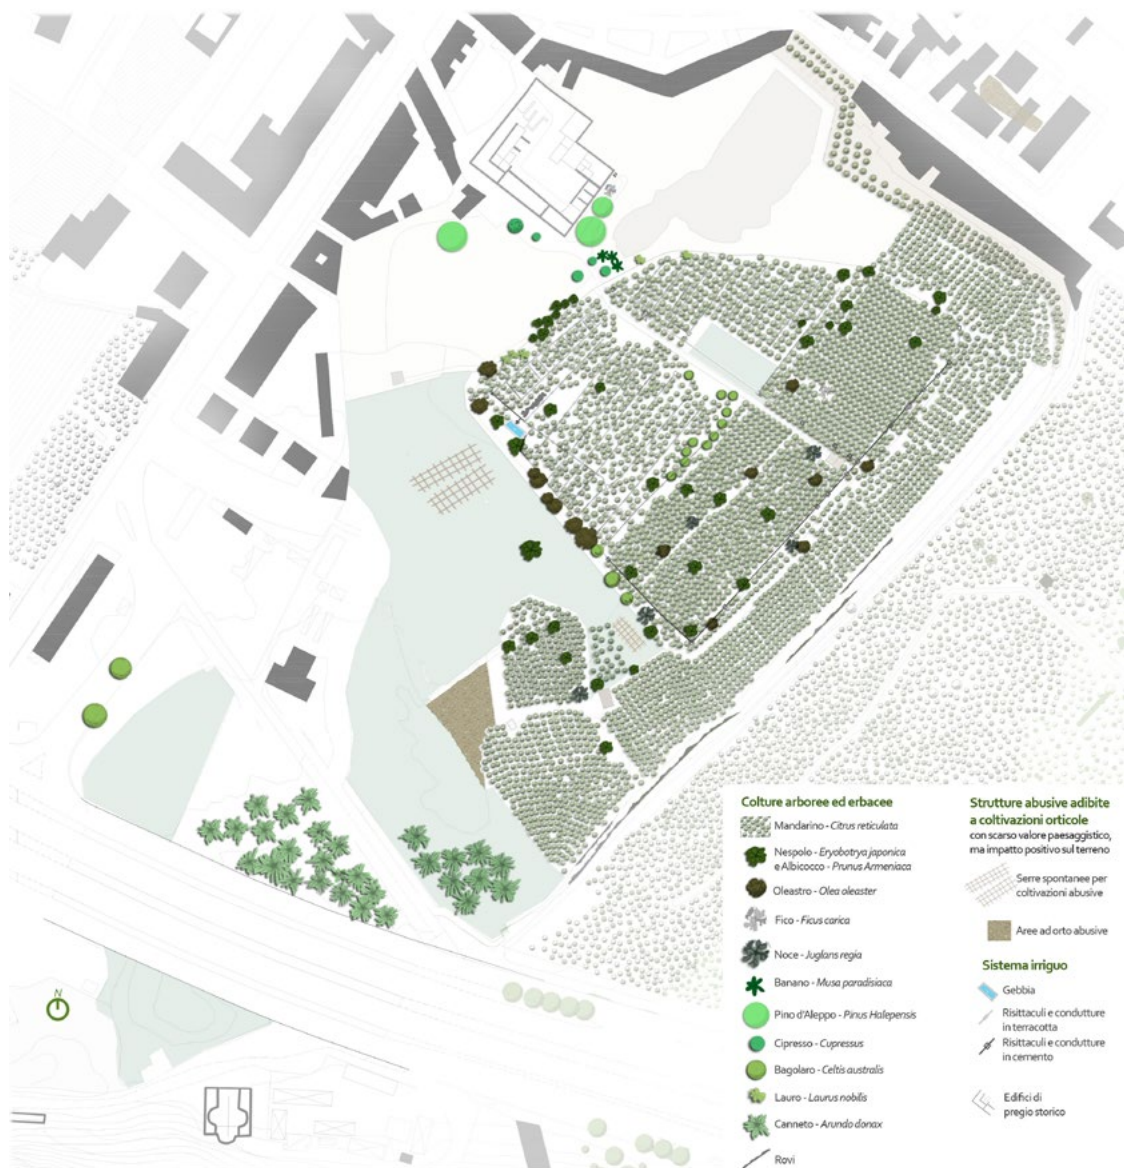 N
Colture arboree ed erbacee
Mandarino - Citrus reticulata
Nespolo - Eryobotrya japonica
e Albicocco - Prunus Armeniaca
Oleastro - Olea oleaster
Fico - Ficus carica
Noce - Juglans regia
Banano - Musa paradisiaca
Pino d'Aleppo - Pinus Halepensis
Cipresso - Cupressus
Bagolaro - Celtis australis
Lauro - Laurus nobilis
Canneto - Arundo donax
Rovi
Strutture abusive adibite
a coltivazioni orticole
con scarso valore paesaggistico,
ma impatto positivo sul terreno
Serre spontanee per
coltivazioni abusive
Aree ad orto abusive
Sistema irriguo
Gebbia
Risittaculi e condutture
in terracotta
Risittaculi e condutture
in cemento
Edifici di
pregio storico